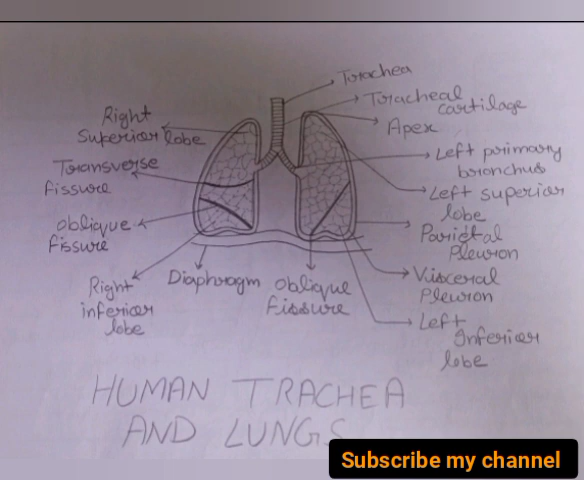 Trachea
Tracheal
cartilage
Apex
Left primary
bronchus
Left superior
lobe
Parietal
Pleuron
Visceral
Pleuron
Left
Inferior
lobe
Right
Superior lobe
Transverse
fissure
oblique
fissure
Right
inferior
lobe
Diaphragm
oblique
fissure
HUMAN TRACHEA
AND LUNGS
Subscribe my channel